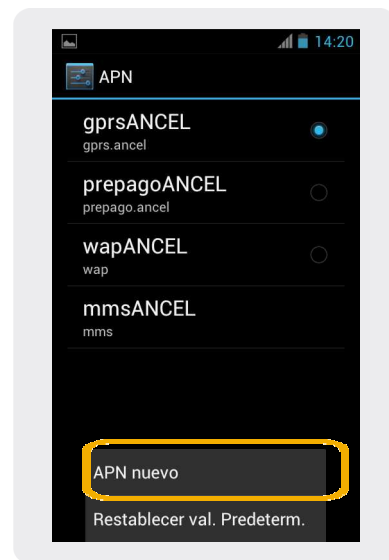 14:20
APN
gprsANCEL
gprs.ancel
prepagoANCEL
prepago.ancel
wapANCEL
wap
mmsANCEL
mms
APN nuevo
Restablecer val. Predeterm.